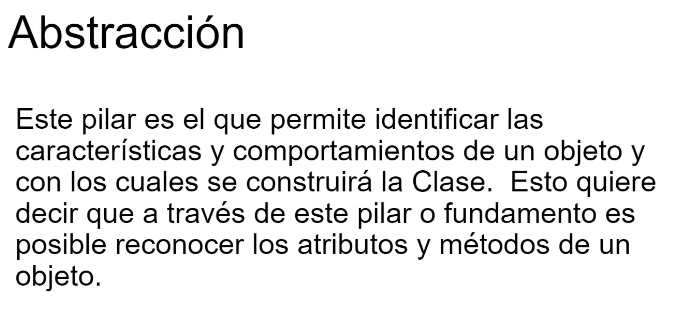 Abstracción
Este pilar es el que permite identificar las
características y comportamientos de un objeto y
con los cuales se construirá la Clase.  Esto quiere
decir que a través de este pilar o fundamento es
posible reconocer los atributos y métodos de un
objeto.